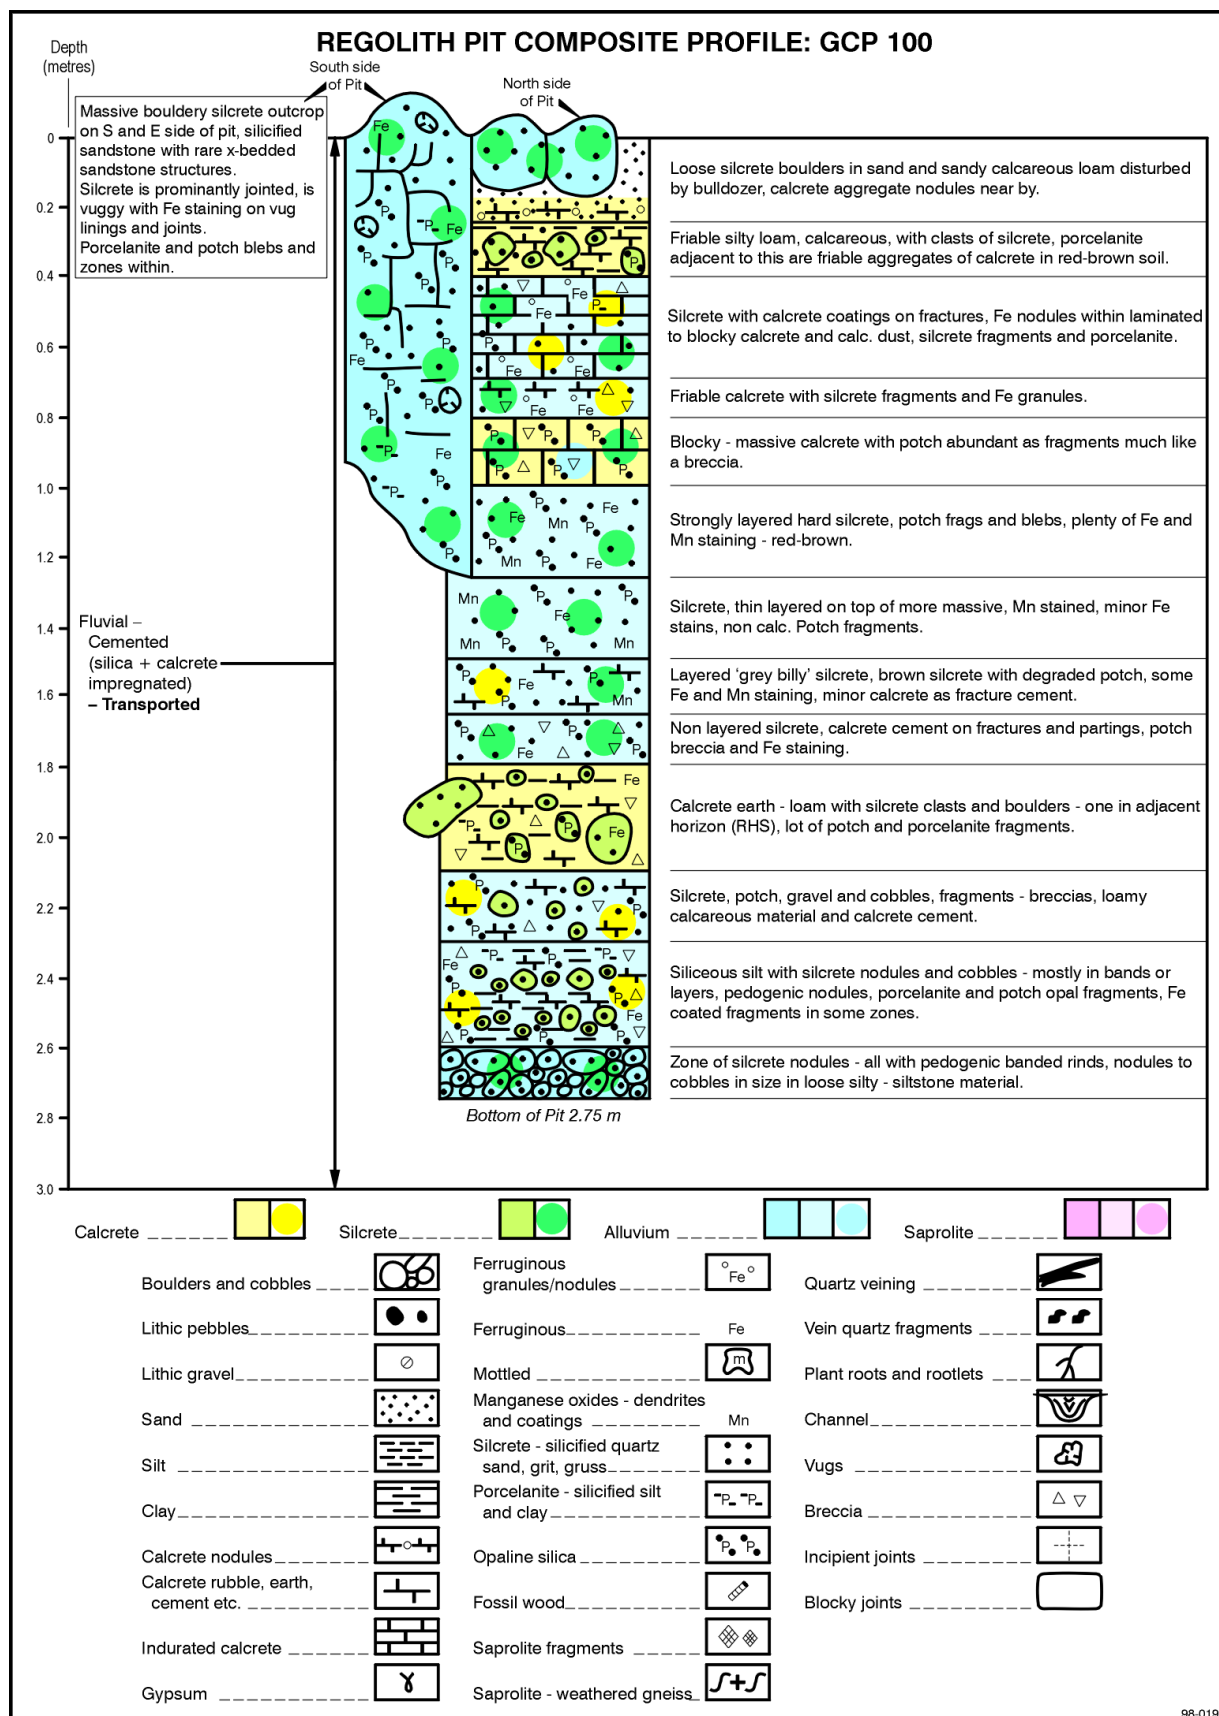 REGOLITH PIT COMPOSITE PROFILE: GCP 100
Depth
(metres)
South side
of Pit
North side
of Pit
Massive bouldery silcrete outcrop
on S and E side of pit, silicified
sandstone with rare x-bedded
sandstone structures.
Silcrete is prominantly jointed, is
vuggy with Fe staining on vug
linings and joints.
Porcelanite and potch blebs and
zones within.
0
0.2
0.4
0.6
0.8
1.0
1.2
1.4
1.6
1.8
2.0
2.2
2.4
2.6
2.8
3.0
Fluvial –
Cemented
(silica + calcrete
impregnated)
– Transported
Loose silcrete boulders in sand and sandy calcareous loam disturbed
by bulldozer, calcrete aggregate nodules near by.
Friable silty loam, calcareous, with clasts of silcrete, porcelanite
adjacent to this are friable aggregates of calcrete in red-brown soil.
Silcrete with calcrete coatings on fractures, Fe nodules within laminated
to blocky calcrete and calc. dust, silcrete fragments and porcelanite.
Friable calcrete with silcrete fragments and Fe granules.
Blocky - massive calcrete with potch abundant as fragments much like
a breccia.
Strongly layered hard silcrete, potch frags and blebs, plenty of Fe and
Mn staining - red-brown.
Silcrete, thin layered on top of more massive, Mn stained, minor Fe
stains, non calc. Potch fragments.
Layered ‘grey billy’ silcrete, brown silcrete with degraded potch, some
Fe and Mn staining, minor calcrete as fracture cement.
Non layered silcrete, calcrete cement on fractures and partings, potch
breccia and Fe staining.
Calcrete earth - loam with silcrete clasts and boulders - one in adjacent
horizon (RHS), lot of potch and porcelanite fragments.
Silcrete, potch, gravel and cobbles, fragments - breccias, loamy
calcareous material and calcrete cement.
Siliceous silt with silcrete nodules and cobbles - mostly in bands or
layers, pedogenic nodules, porcelanite and potch opal fragments, Fe
coated fragments in some zones.
Zone of silcrete nodules - all with pedogenic banded rinds, nodules to
cobbles in size in loose silty - siltstone material.
Bottom of Pit 2.75 m
Calcrete
Silcrete
Alluvium
Saprolite
Boulders and cobbles
Lithic pebbles
Lithic gravel
Sand
Silt
Clay
Calcrete nodules
Calcrete rubble, earth,
cement etc.
Indurated calcrete
Gypsum
Ferruginous
granules/nodules
Fe
Ferruginous
Fe
Mottled
m
Manganese oxides - dendrites
and coatings
Mn
Silcrete - silicified quartz
sand, grit, gruss
Porcelanite - silicified silt
and clay
P P
Opaline silica
P P
Fossil wood
Saprolite fragments
Saprolite - weathered gneiss
Quartz veining
Vein quartz fragments
Plant roots and rootlets
Channel
Vugs
Breccia
Incipient joints
Blocky joints
98-019